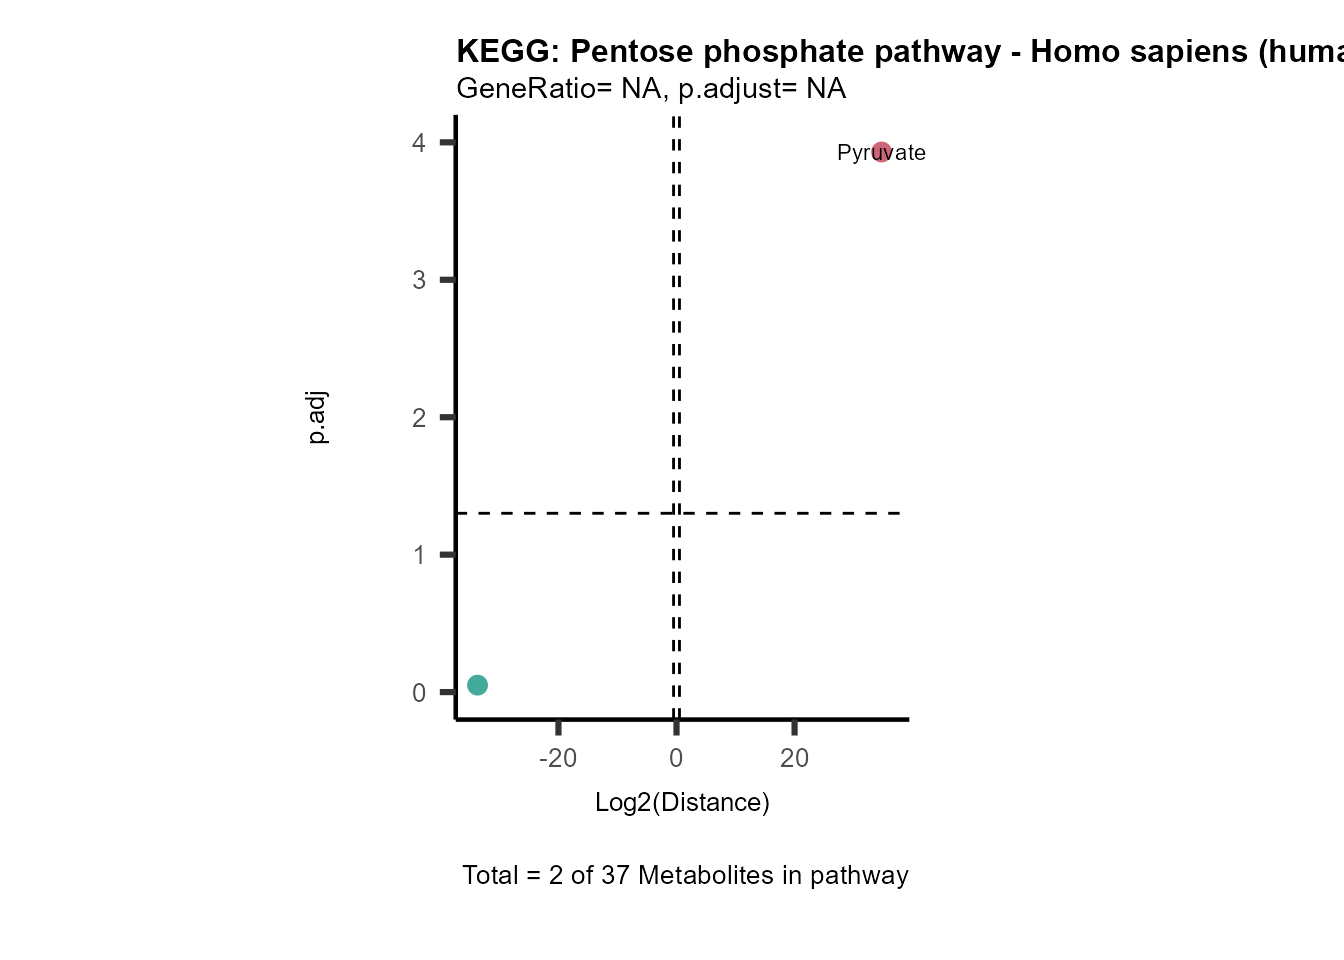 KEGG: Pentose phosphate pathway - Homo sapiens (huma
GeneRatio= NA, p.adjust= NA
4
Pyruvate
3
p.adj
2
1
0
-20 0 20
Log2(Distance)
Total = 2 of 37 Metabolites in pathway